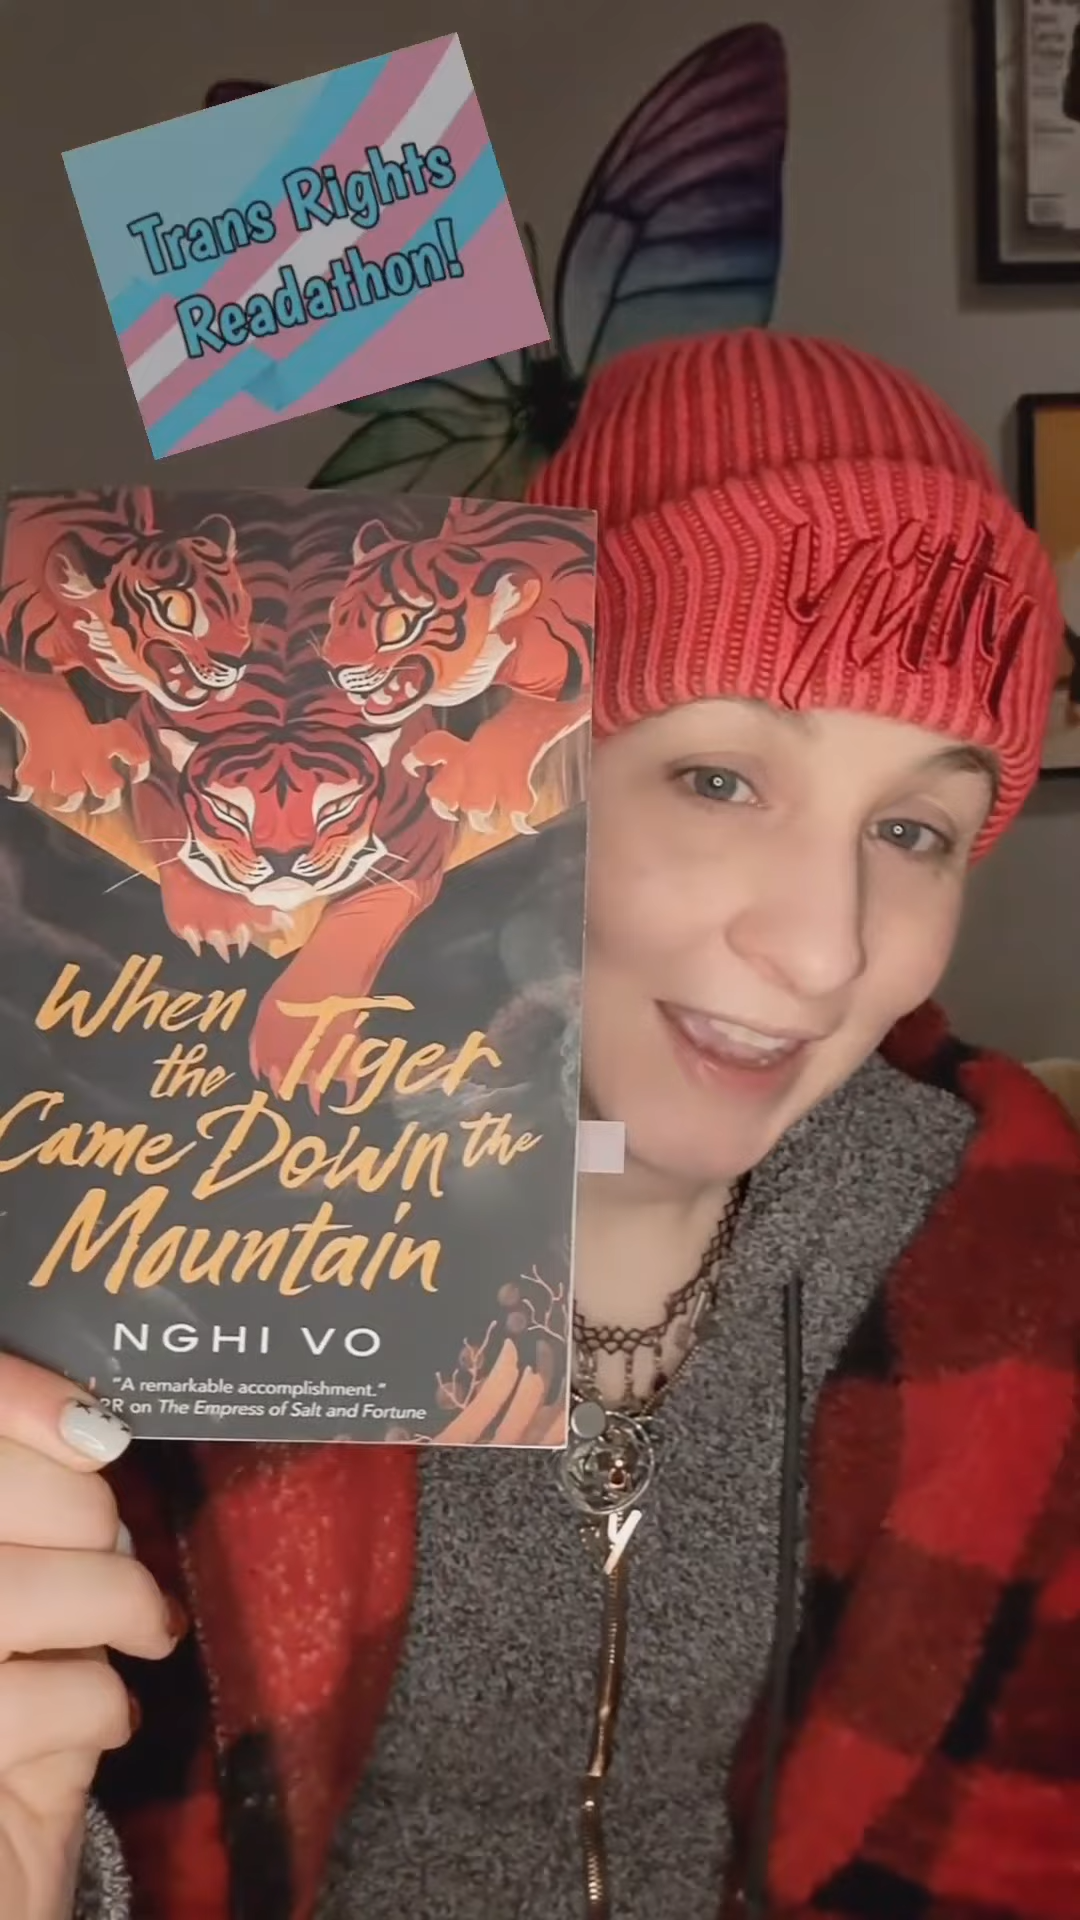 Trans Rights
Readathon!
Yitty
When
the Tiger
Came Down the
Mountain
NGHI VO
"A remarkable accomplishment."
on The Empress of Salt and Fortune
y